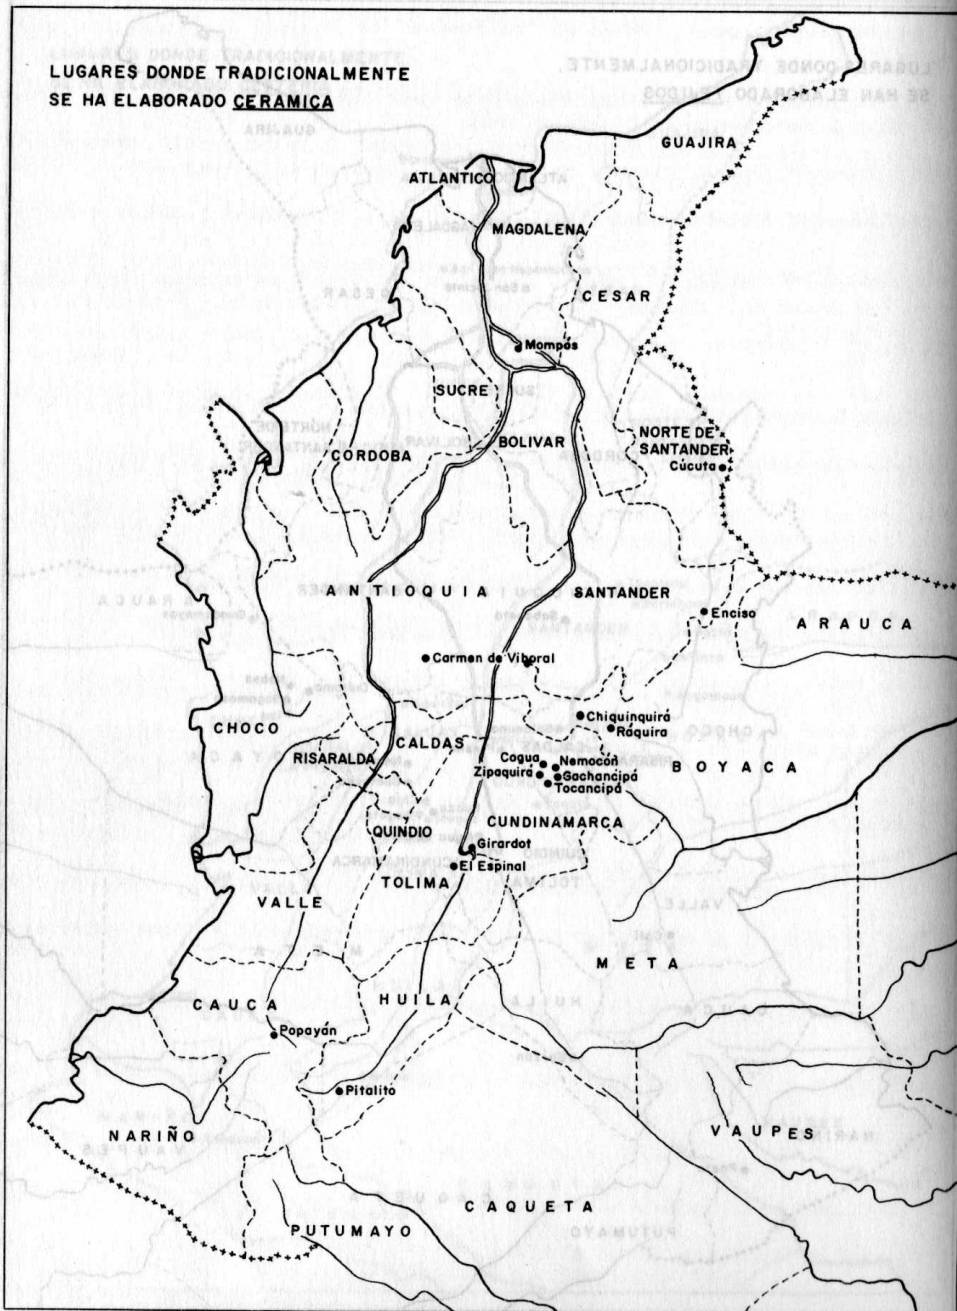 LUGARES DONDE TRADICIONALMENTE
SE HA ELABORADO CERAMICA
GUAJIRA
ATLANTICO
MAGDALENA
CESAR
Mompós
SUCRE
BOLIVAR
NORTE DE
SANTANDER
Cúcuta
CORDOBA
ANTIOQUIA
SANTANDER
Enciso
ARAUCA
Carmen de Viboral
Chiquinquirá
Ráquira
CHOCO
CALDAS
RISARALDA
Cogua
Nemocón
Zipaquirá
Gachancipá
Tocancipá
BOYACA
QUINDIO
CUNDINAMARCA
Girardot
El Espinal
TOLIMA
VALLE
META
CAUCA
HUILA
Popayán
Pitalito
NARIÑO
VAUPES
CAQUETA
PUTUMAYO